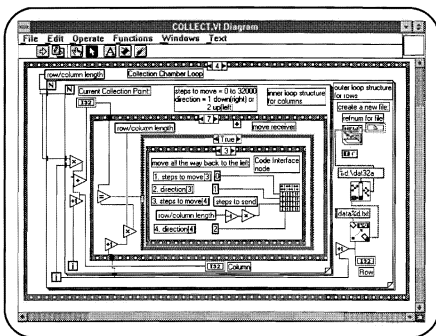 COLLECT.VI Diagram
File Edit Operate Functions Windows Text
4
row/column length
Collection Chamber Loop
N
N
Current Collection Point
steps to move = 0 to 32000
direction = 1 down(right) or
2 up(left
inner loop structure
for columns
outer loop structure
for rows
create a new file
refnum for file
I32
7
row/column length
move receiver
True
3
move all the way back to the left
Code Interface
node
1. steps to move[3]
0
2. direction[3]
1
3. steps to move[4]
steps to send
row/column length
4. direction[4]
2
data%d.txt
i
i
I32
Column
I32
Row